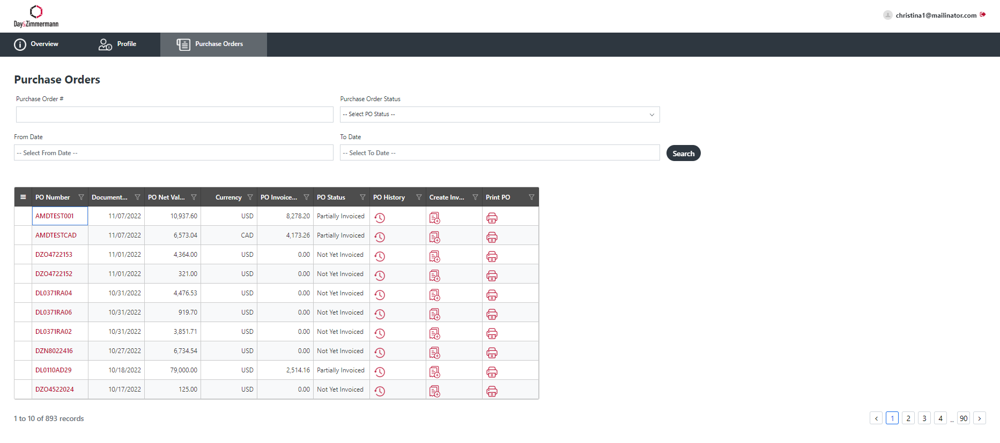 Day&Zimmermann
christina1@mailinator.com
Overview
Profile
Purchase Orders
Purchase Orders
Purchase Order # Purchase Order Status
-- Select PO Status --
From Date To Date
-- Select From Date -- -- Select To Date -- Search
PO Number Document... PO Net Val... Currency PO Invoice... PO Status PO History Create Inv... Print PO
AMDTEST001 11/07/2022 10,937.60 USD 8,278.20 Partially Invoiced
AMDTESTCAD 11/07/2022 6,573.04 CAD 4,173.26 Partially Invoiced
DZO4722153 11/01/2022 4,364.00 USD 0.00 Not Yet Invoiced
DZO4722152 11/01/2022 321.00 USD 0.00 Not Yet Invoiced
DL0371RA04 10/31/2022 4,476.53 USD 0.00 Not Yet Invoiced
DL0371RA06 10/31/2022 919.70 USD 0.00 Not Yet Invoiced
DL0371RA02 10/31/2022 3,851.71 USD 0.00 Not Yet Invoiced
DZN8022416 10/27/2022 6,734.54 USD 0.00 Not Yet Invoiced
DL0110AD29 10/18/2022 79,000.00 USD 2,514.16 Partially Invoiced
DZO4522024 10/17/2022 125.00 USD 0.00 Not Yet Invoiced
1 to 10 of 893 records < 1 2 3 4 ... 90 >